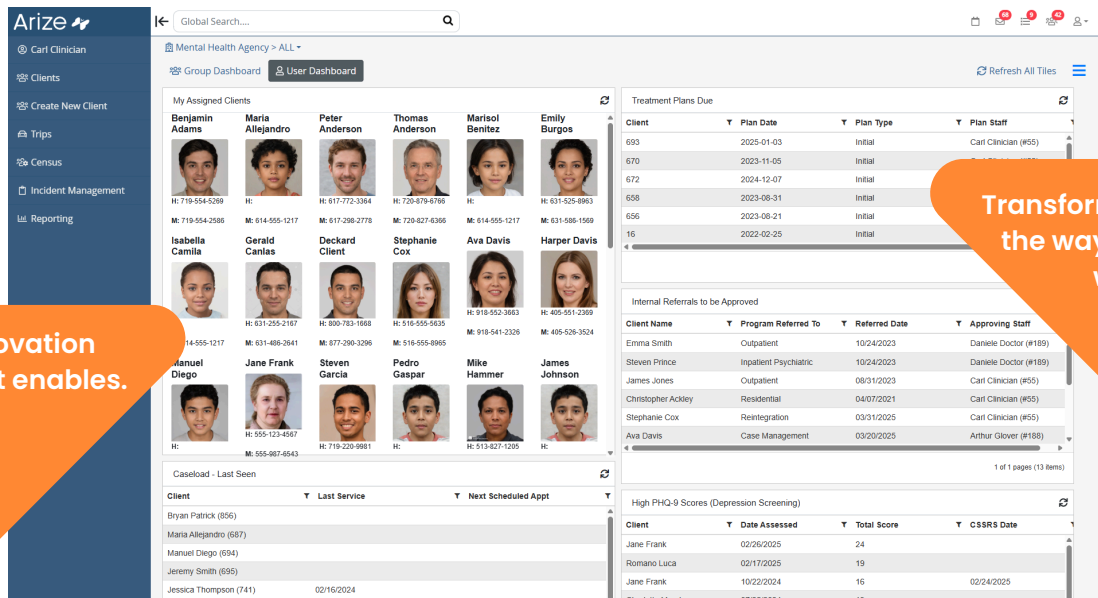 Arize
Global Search....
68
9
42
Carl Clinician
Clients
Create New Client
Trips
Census
Incident Management
Reporting
Mental Health Agency > ALL
Group Dashboard
User Dashboard
Refresh All Tiles
My Assigned Clients
Benjamin Adams
Maria Allejandro
Peter Anderson
Thomas Anderson
Marisol Benitez
Emily Burgos
H: 719-554-5269
H:
H: 617-772-3364
H: 720-879-6766
H:
H: 631-525-8963
M: 719-554-2586
M: 614-555-1217
M: 617-298-2778
M: 720-827-6366
M: 614-555-1217
M: 631-586-1569
Isabella Camila
Gerald Canlas
Deckard Client
Stephanie Cox
Ava Davis
Harper Davis
H: 631-255-2167
H: 800-783-1668
H: 516-555-5635
H: 918-552-3663
H: 405-551-2369
14-555-1217
M: 631-486-2641
M: 877-290-3296
M: 516-555-8965
M: 918-541-2326
M: 405-526-3524
Manuel Diego
Jane Frank
Steven Garcia
Pedro Gaspar
Mike Hammer
James Johnson
H:
H: 555-123-4567
H: 719-220-9981
H:
H: 513-827-1205
H:
M: 555-987-6543
Caseload - Last Seen
Client Last Service Next Scheduled Appt
Bryan Patrick (856)
Maria Allejandro (687)
Manuel Diego (694)
Jeremy Smith (695)
Jessica Thompson (741) 02/16/2024
Treatment Plans Due
Client Plan Date Plan Type Plan Staff
693 2025-01-03 Initial Carl Clinician (#55)
670 2023-11-05 Initial
672 2024-12-07 Initial
658 2023-08-31 Initial
656 2023-08-21 Initial
16 2022-02-25 Initial
Internal Referrals to be Approved
Client Name Program Referred To Referred Date Approving Staff
Emma Smith Outpatient 10/24/2023 Daniele Doctor (#189)
Steven Prince Inpatient Psychiatric 10/24/2023 Daniele Doctor (#189)
James Jones Outpatient 08/31/2023 Carl Clinician (#55)
Christopher Ackley Residential 04/07/2021 Carl Clinician (#55)
Stephanie Cox Reintegration 03/31/2025 Carl Clinician (#55)
Ava Davis Case Management 03/20/2025 Arthur Glover (#188)
1 of 1 pages (13 items)
High PHQ-9 Scores (Depression Screening)
Client Date Assessed Total Score CSSRS Date
Jane Frank 02/26/2025 24
Romano Luca 02/17/2025 19
Jane Frank 10/22/2024 16 02/24/2025
ovation
t enables.
Transfor
the way